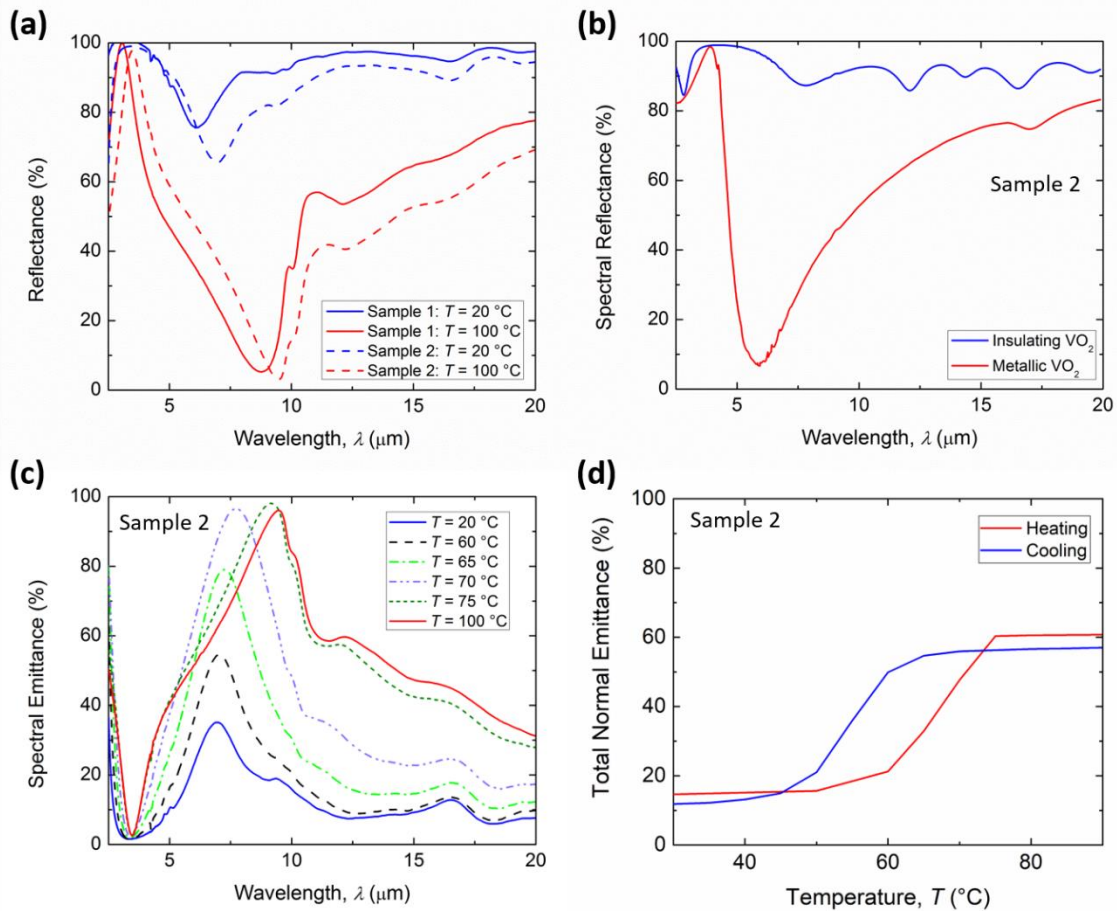 (a)
100
80
60
40
20
0
Reflectance (%)
Sample 1: T = 20 °C
Sample 1: T = 100 °C
Sample 2: T = 20 °C
Sample 2: T = 100 °C
5
10
15
20
Wavelength, λ (μm)
(b)
100
80
60
40
20
0
Spectral Reflectance (%)
Sample 2
Insulating VO₂
Metallic VO₂
5
10
15
20
Wavelength, λ (μm)
(c)
100
80
60
40
20
0
Spectral Emittance (%)
Sample 2
T = 20 °C
T = 60 °C
T = 65 °C
T = 70 °C
T = 75 °C
T = 100 °C
5
10
15
20
Wavelength, λ (μm)
(d)
100
80
60
40
20
0
Total Normal Emittance (%)
Sample 2
Heating
Cooling
40
60
80
Temperature, T (°C)